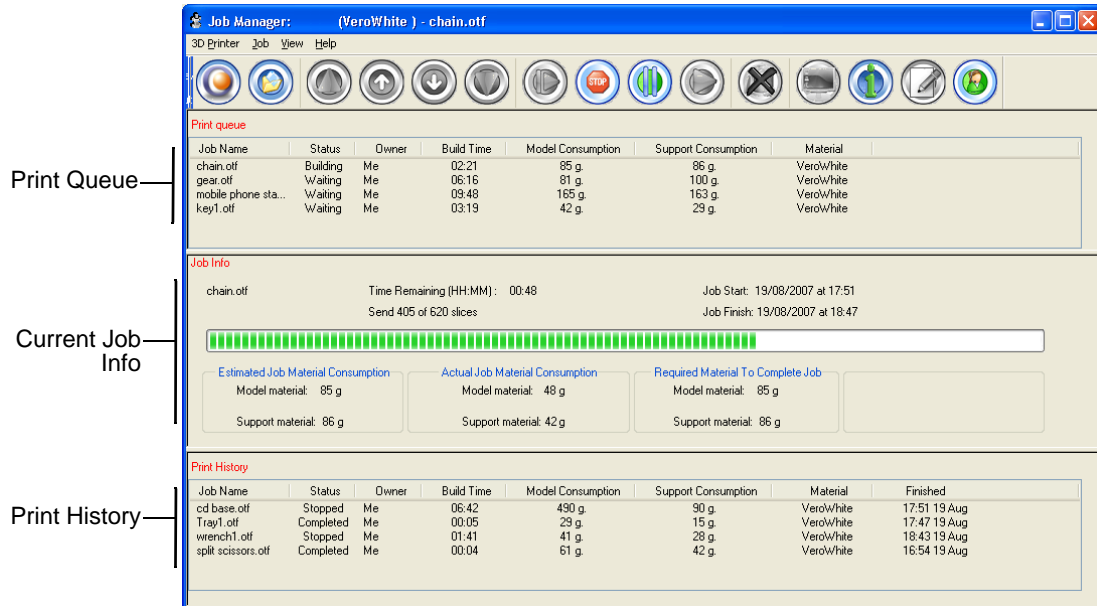 Job Manager: (VeroWhite ) - chain.otf
3D Printer Job View Help
STOP
Print queue
Job Name Status Owner Build Time Model Consumption Support Consumption Material
chain.otf Building Me 02:21 85 g. 86 g. VeroWhite
gear.otf Waiting Me 06:16 81 g. 100 g. VeroWhite
mobile phone sta... Waiting Me 09:48 165 g. 163 g. VeroWhite
key1.otf Waiting Me 03:19 42 g. 29 g. VeroWhite
Print Queue
Job Info
chain.otf Time Remaining (HH:MM) : 00:48 Job Start: 19/08/2007 at 17:51
Send 405 of 620 slices Job Finish: 19/08/2007 at 18:47
Current Job
Info
Estimated Job Material Consumption Actual Job Material Consumption Required Material To Complete Job
Model material: 85 g Model material: 48 g Model material: 85 g
Support material: 86 g Support material: 42 g Support material: 86 g
Print History
Job Name Status Owner Build Time Model Consumption Support Consumption Material Finished
cd base.otf Stopped Me 06:42 490 g. 90 g. VeroWhite 17:51 19 Aug
Tray1.otf Completed Me 00:05 29 g. 15 g. VeroWhite 17:47 19 Aug
wrench1.otf Stopped Me 01:41 41 g. 28 g. VeroWhite 18:43 19 Aug
split scissors.otf Completed Me 00:04 61 g. 42 g. VeroWhite 16:54 19 Aug
Print History